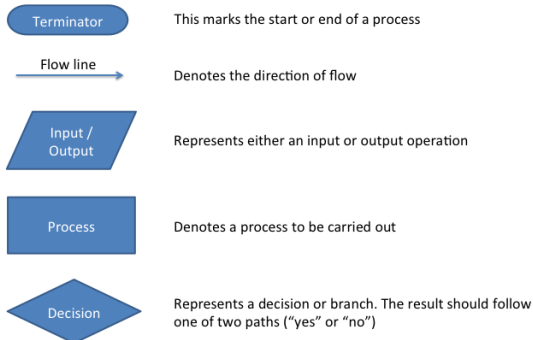 Terminator
This marks the start or end of a process
Flow line
Denotes the direction of flow
Input /
Output
Represents either an input or output operation
Process
Denotes a process to be carried out
Decision
Represents a decision or branch. The result should follow
one of two paths (“yes” or “no”)